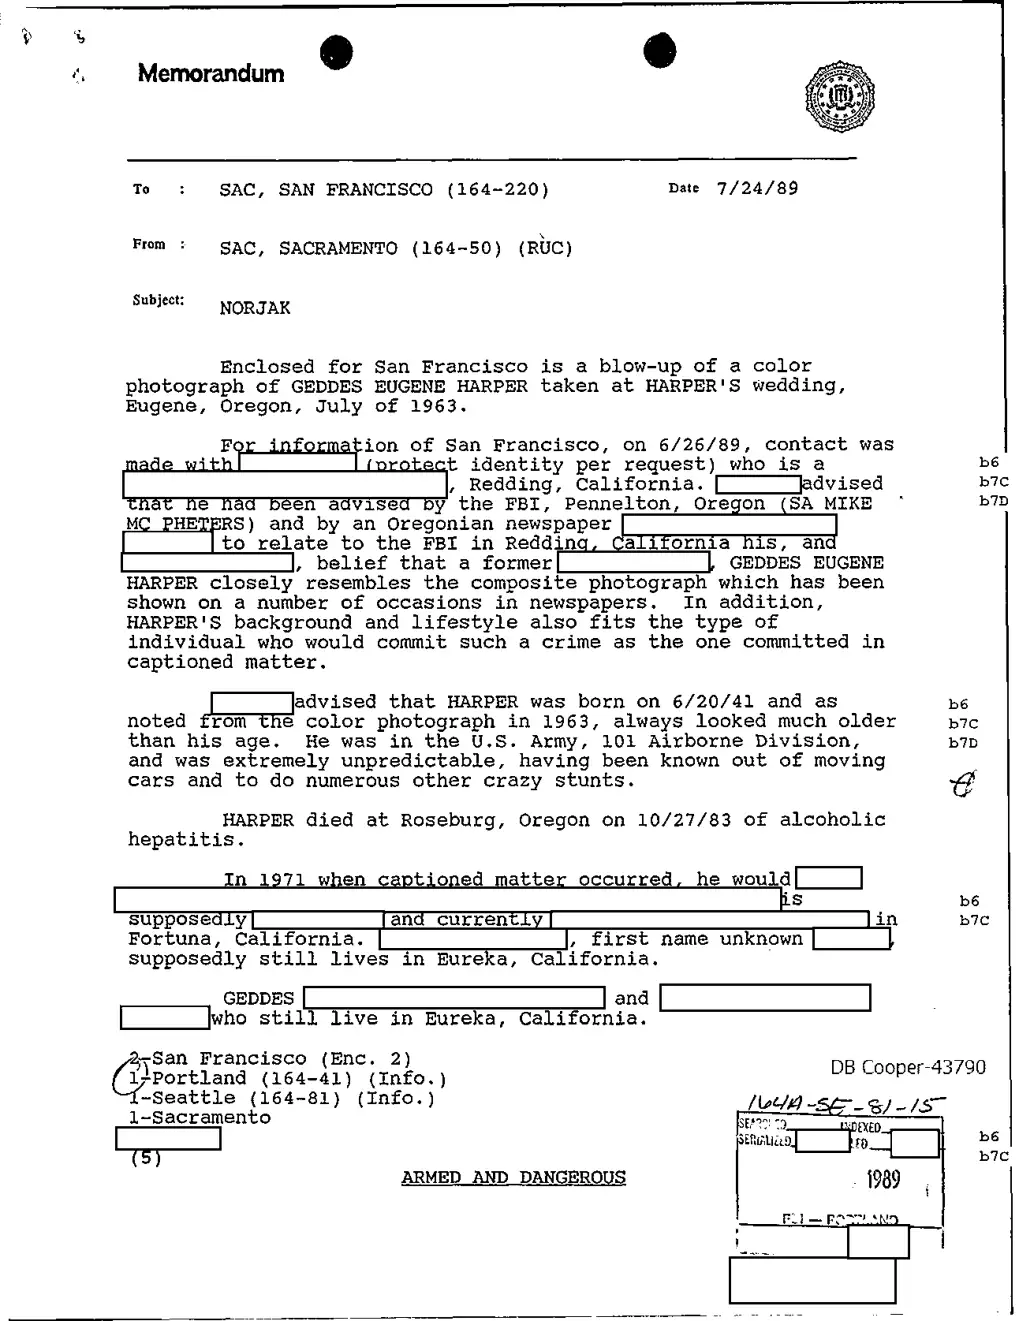 Memorandum
To : SAC, SAN FRANCISCO (164-220) Date 7/24/89
From : SAC, SACRAMENTO (164-50) (RUC)
Subject: NORJAK
Enclosed for San Francisco is a blow-up of a color
photograph of GEDDES EUGENE HARPER taken at HARPER'S wedding,
Eugene, Oregon, July of 1963.
For information of San Francisco, on 6/26/89, contact was
made with (protect identity per request) who is a b6
, Redding, California. advised b7C
that he had been advised by the FBI, Pennelton, Oregon (SA MIKE b7D
MC PHETERS) and by an Oregonian newspaper
to relate to the FBI in Redding, California his, and
, belief that a former , GEDDES EUGENE
HARPER closely resembles the composite photograph which has been
shown on a number of occasions in newspapers. In addition,
HARPER'S background and lifestyle also fits the type of
individual who would commit such a crime as the one committed in
captioned matter.
advised that HARPER was born on 6/20/41 and as b6
noted from the color photograph in 1963, always looked much older b7C
than his age. He was in the U.S. Army, 101 Airborne Division, b7D
and was extremely unpredictable, having been known out of moving
cars and to do numerous other crazy stunts.
HARPER died at Roseburg, Oregon on 10/27/83 of alcoholic
hepatitis.
In 1971 when captioned matter occurred, he would
is b6
supposedly and currently in b7C
Fortuna, California. , first name unknown ,
supposedly still lives in Eureka, California.
GEDDES and
who still live in Eureka, California.
2-San Francisco (Enc. 2)
1-Portland (164-41) (Info.)
1-Seattle (164-81) (Info.)
1-Sacramento
(5)
ARMED AND DANGEROUS
DB Cooper-43790
164A-SE-81-15
SEARCHED INDEXED
SERIALIZED FILED b6
b7C
1989
FBI — PORTLAND